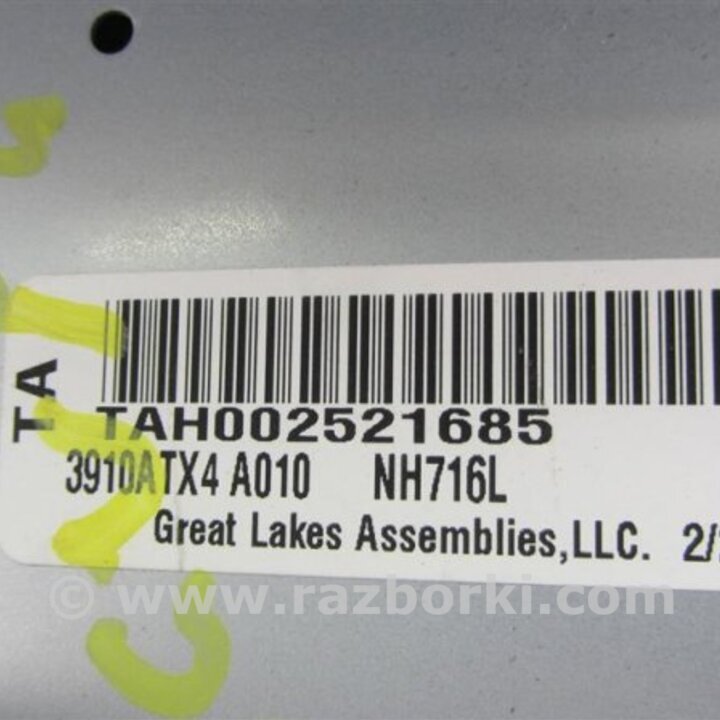 TA
TAH002521685
3910ATX4 A010 NH716L
Great Lakes Assemblies,LLC. 2/
© www.razborki.com